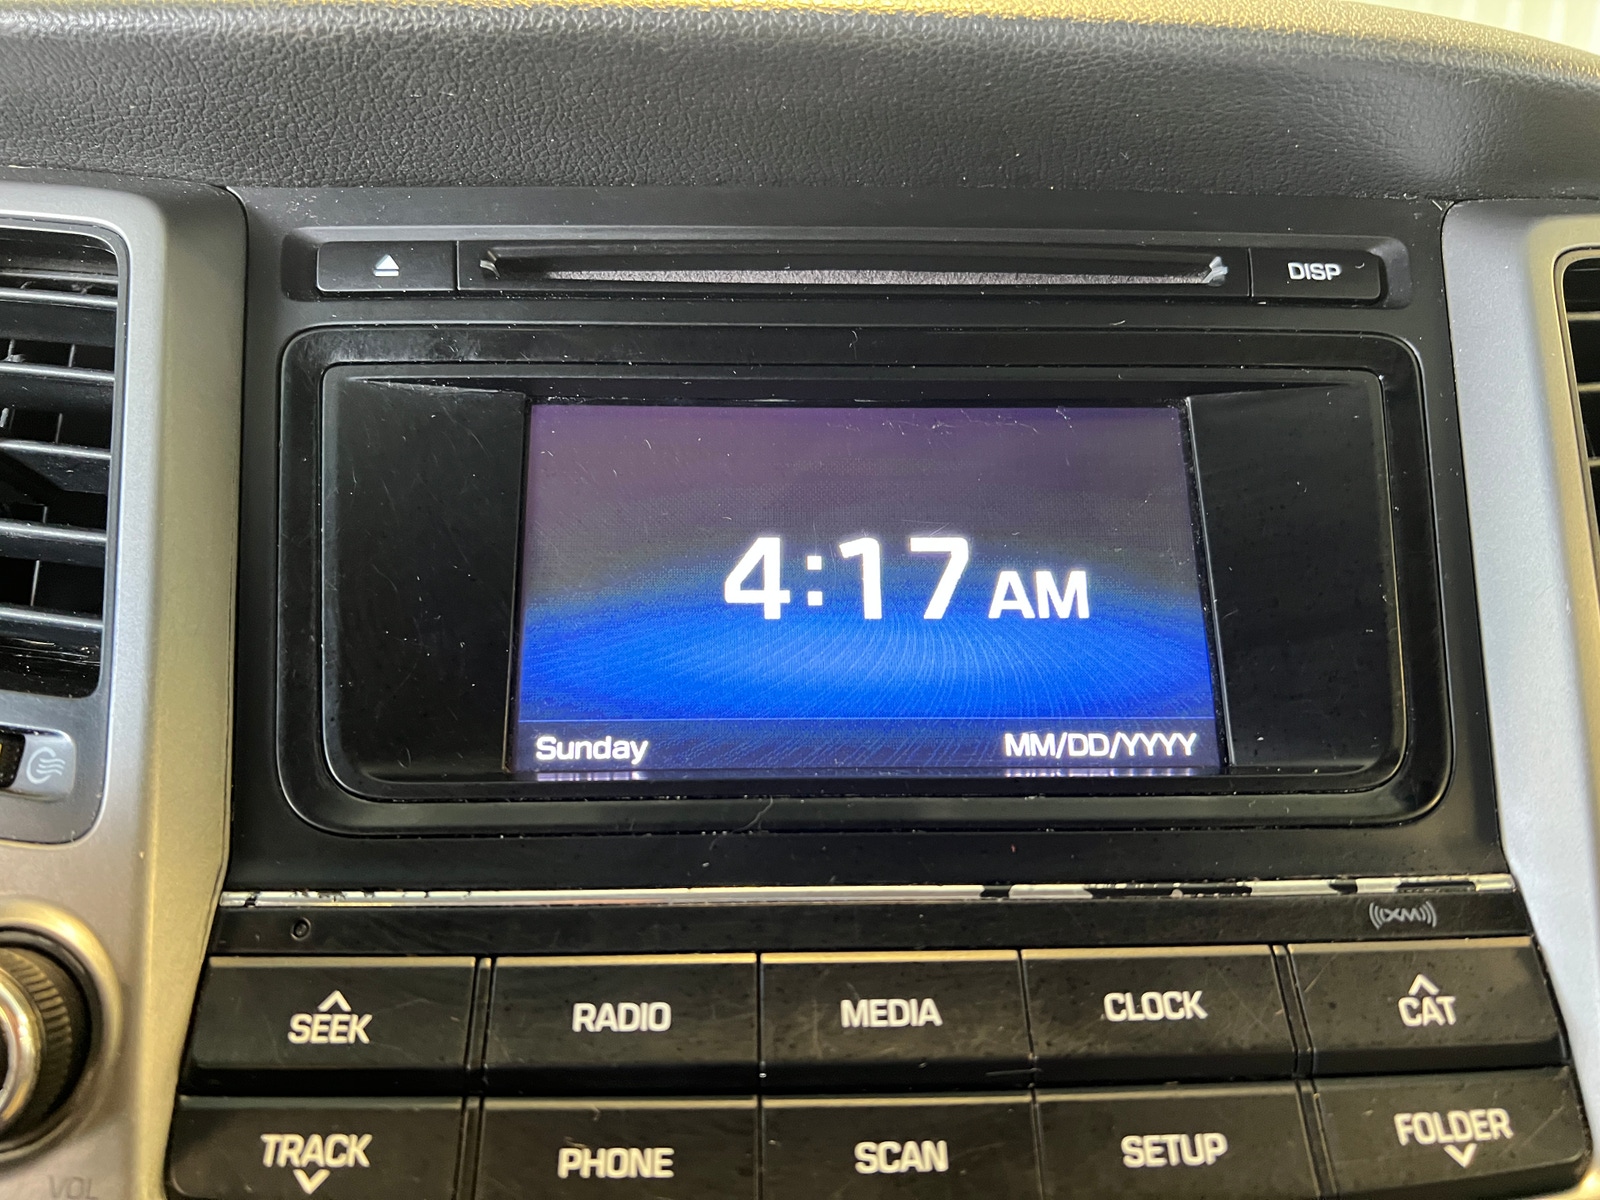 DISP
4:17 AM
Sunday MM/DD/YYYY
((XM))
SEEK RADIO MEDIA CLOCK CAT
TRACK PHONE SCAN SETUP FOLDER
VOL